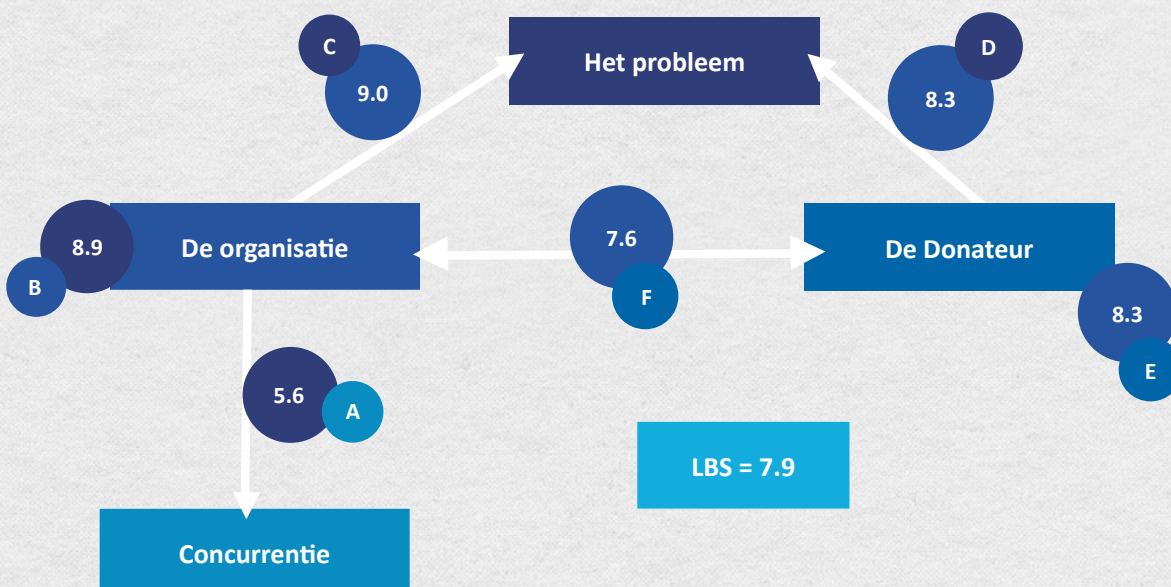 C
9.0
Het probleem
D
8.3
8.9
B
De organisatie
7.6
F
De Donateur
8.3
E
5.6
A
LBS = 7.9
Concurrentie